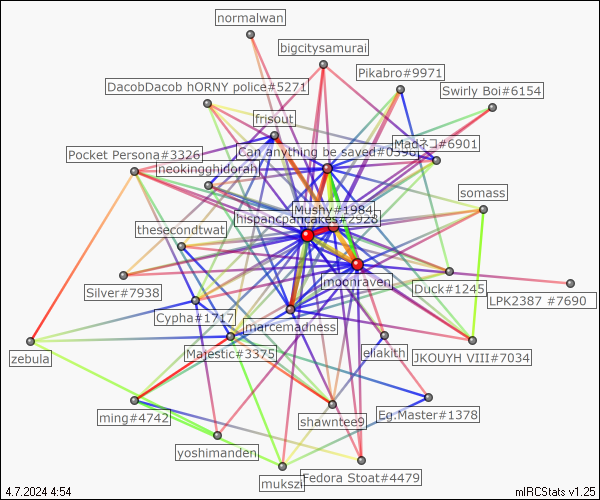 normalwan
bigcitysamurai
Pikabro#9971
DacobDacob hORNY police#5271
Swirly Boi#6154
frisout
Madネコ#6901
Can anything be saved#0398
Pocket Persona#3326
neokingghidorah
somass
Mushy#1984
hispancpancakes#2928
thesecondtwat
moonraven
Silver#7938
Duck#1245
LPK2387 #7690
Cypha#1717
marcemadness
zebula
Majestic#3375
eliakith
JKOUYH VIII#7034
ming#4742
shawntee9
Eg.Master#1378
yoshimanden
mukszi
Fedora Stoat#4479
4.7.2024 4:54
mIRCStats v1.25